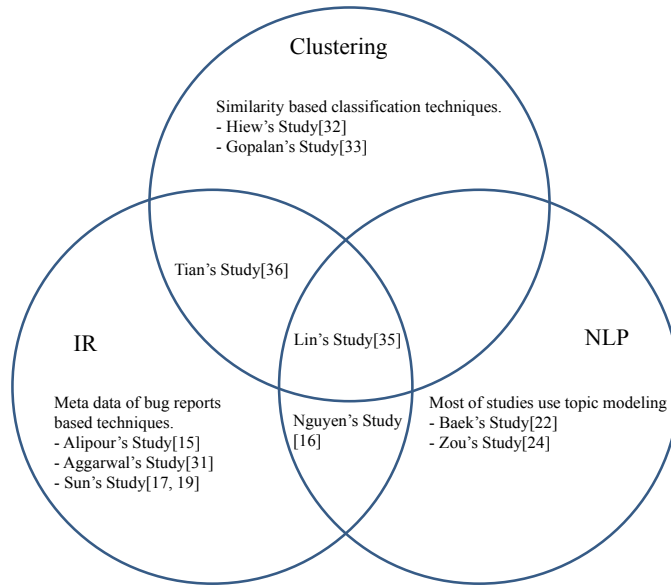 Clustering
Similarity based classification techniques.
- Hiew's Study[32]
- Gopalan's Study[33]
Tian's Study[36]
Lin's Study[35]
IR
Meta data of bug reports
based techniques.
- Alipour's Study[15]
- Aggarwal's Study[31]
- Sun's Study[17, 19]
Nguyen's Study
[16]
NLP
Most of studies use topic modeling
- Baek's Study[22]
- Zou's Study[24]